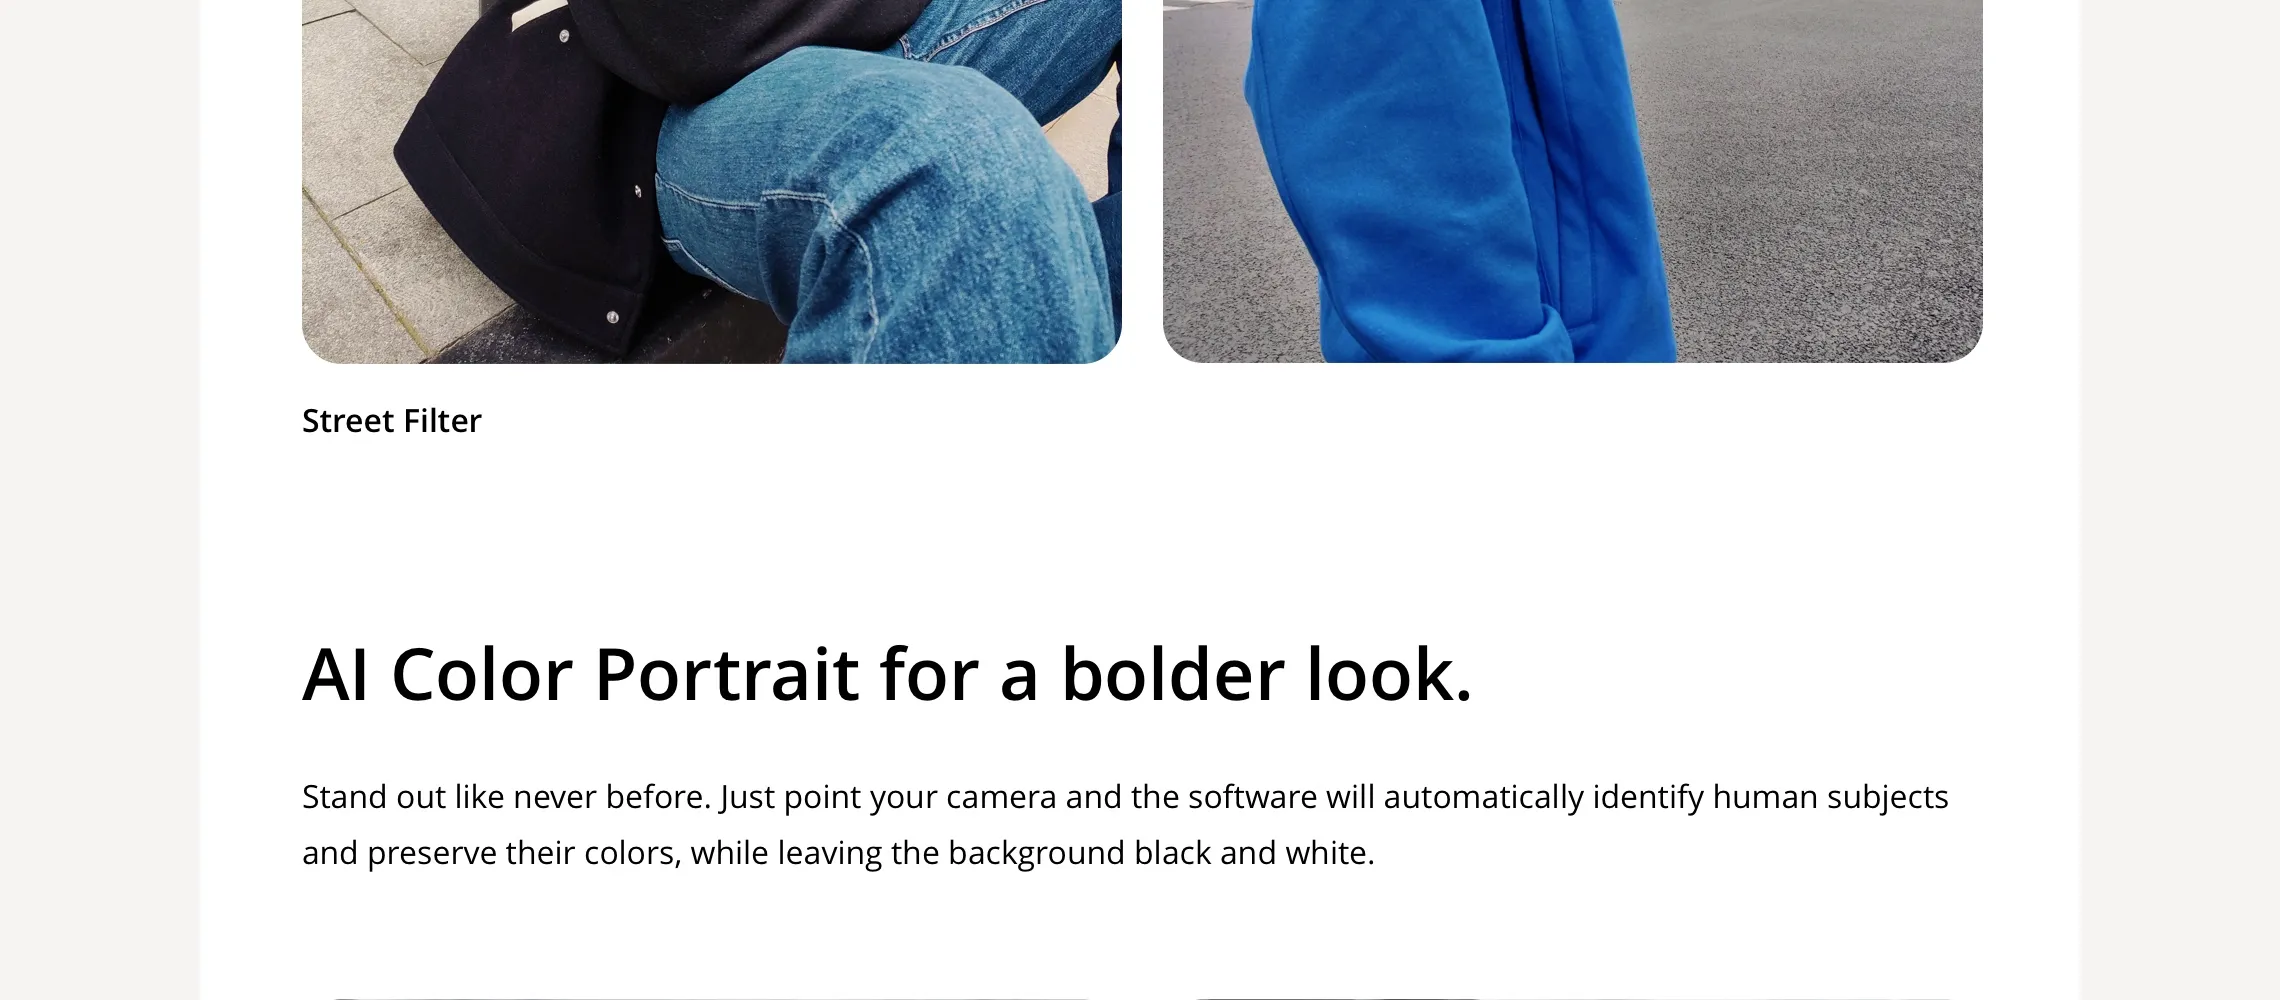 Street Filter
AI Color Portrait for a bolder look.
Stand out like never before. Just point your camera and the software will automatically identify human subjects
and preserve their colors, while leaving the background black and white.